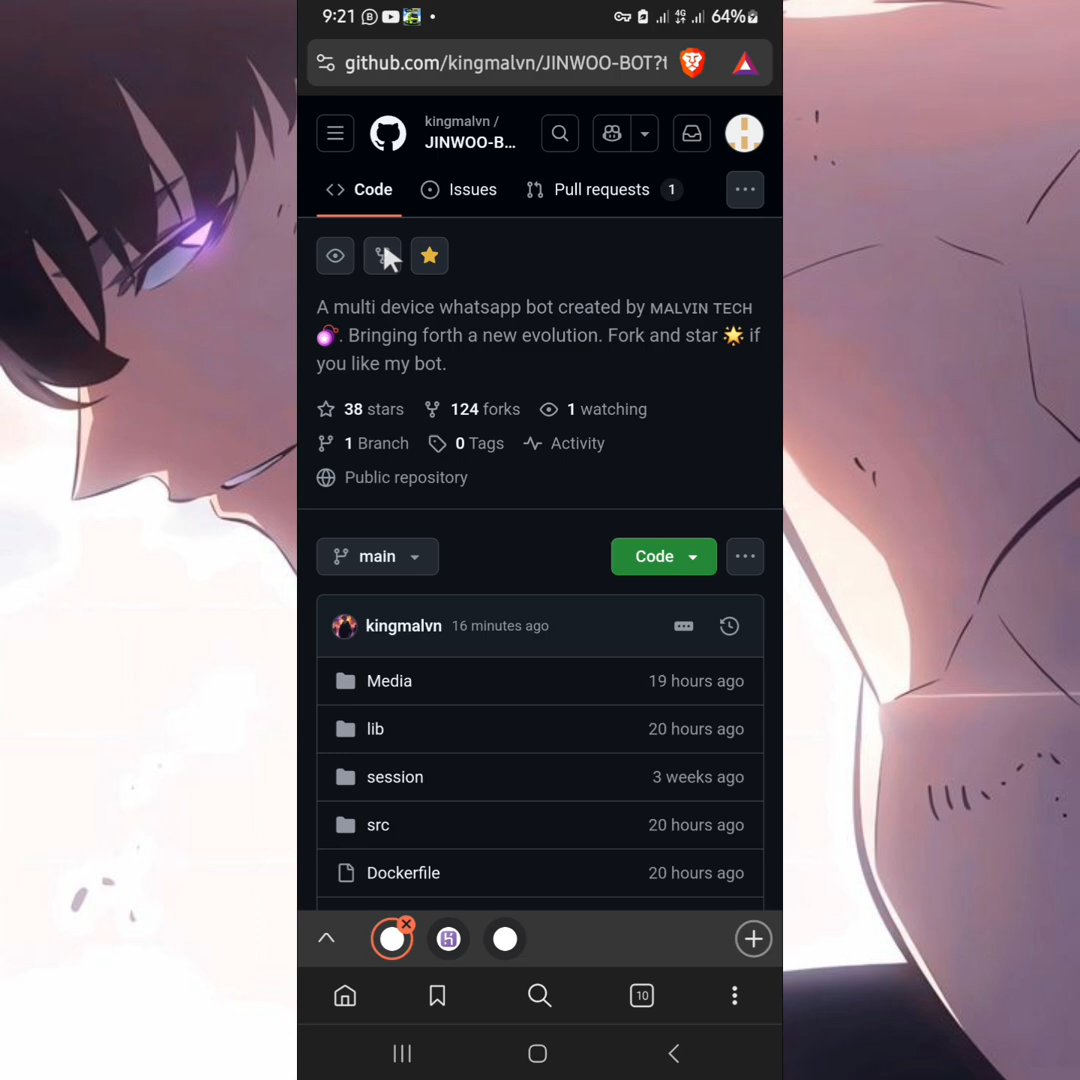 9:21
4G
64%
github.com/kingmalvn/JINWOO-BOT?t
kingmalvn /
JINWOO-B...
Code
Issues
Pull requests 1
A multi device whatsapp bot created by ᴍᴀʟᴠɪɴ ᴛᴇᴄʜ
. Bringing forth a new evolution. Fork and star 🌟 if
you like my bot.
38 stars
124 forks
1 watching
1 Branch
0 Tags
Activity
Public repository
main
Code
kingmalvn 16 minutes ago
Media 19 hours ago
lib 20 hours ago
session 3 weeks ago
src 20 hours ago
Dockerfile 20 hours ago
10